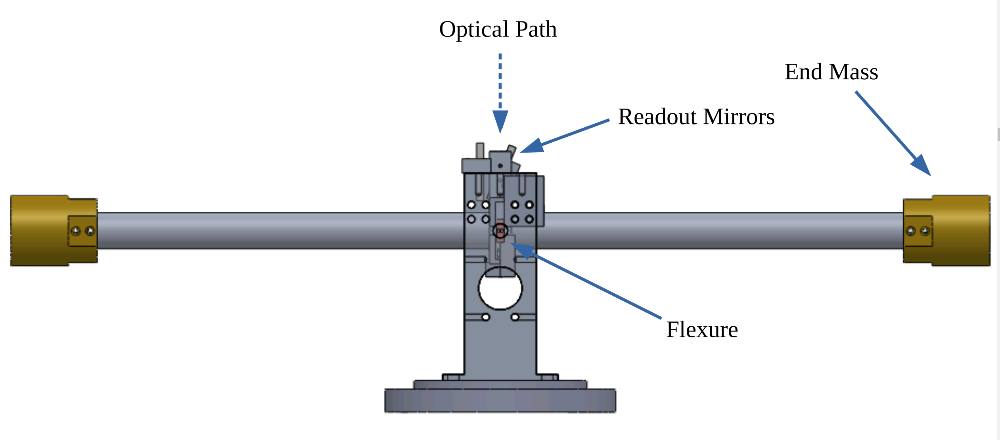 Optical Path
End Mass
Readout Mirrors
Flexure